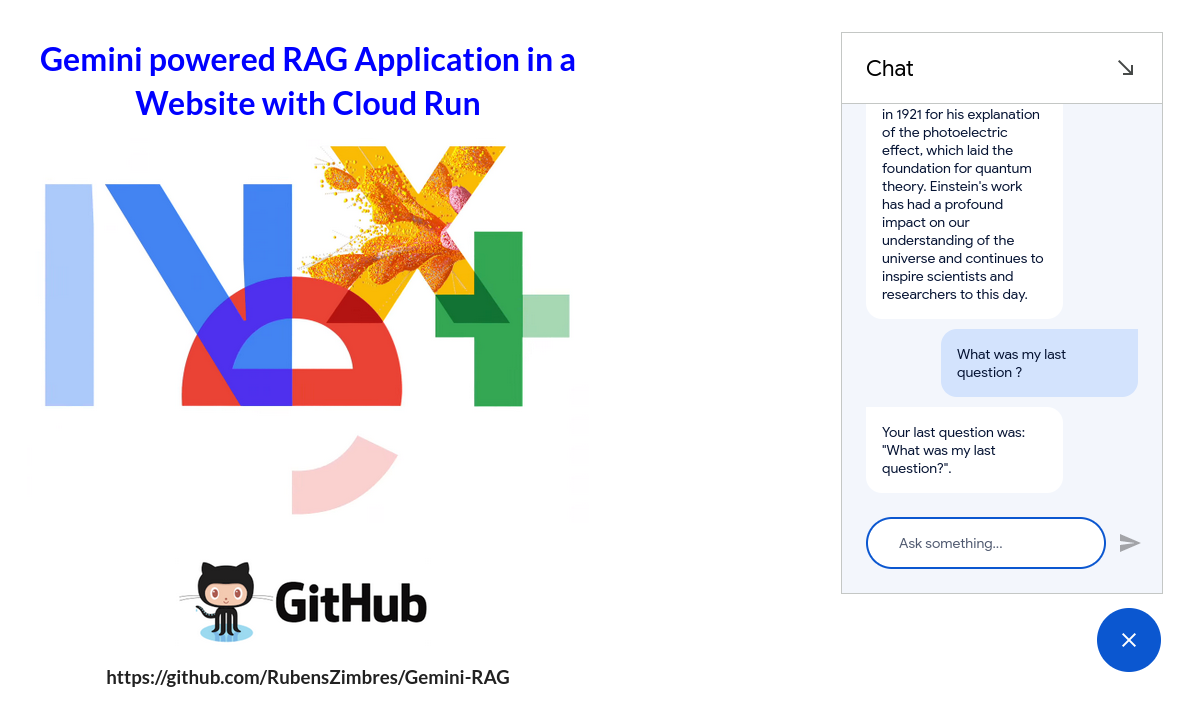 Gemini powered RAG Application in a
Website with Cloud Run
Next
GitHub
https://github.com/RubensZimbres/Gemini-RAG
Chat
in 1921 for his explanation
of the photoelectric
effect, which laid the
foundation for quantum
theory. Einstein's work
has had a profound
impact on our
understanding of the
universe and continues to
inspire scientists and
researchers to this day.
What was my last
question ?
Your last question was:
"What was my last
question?".
Ask something...